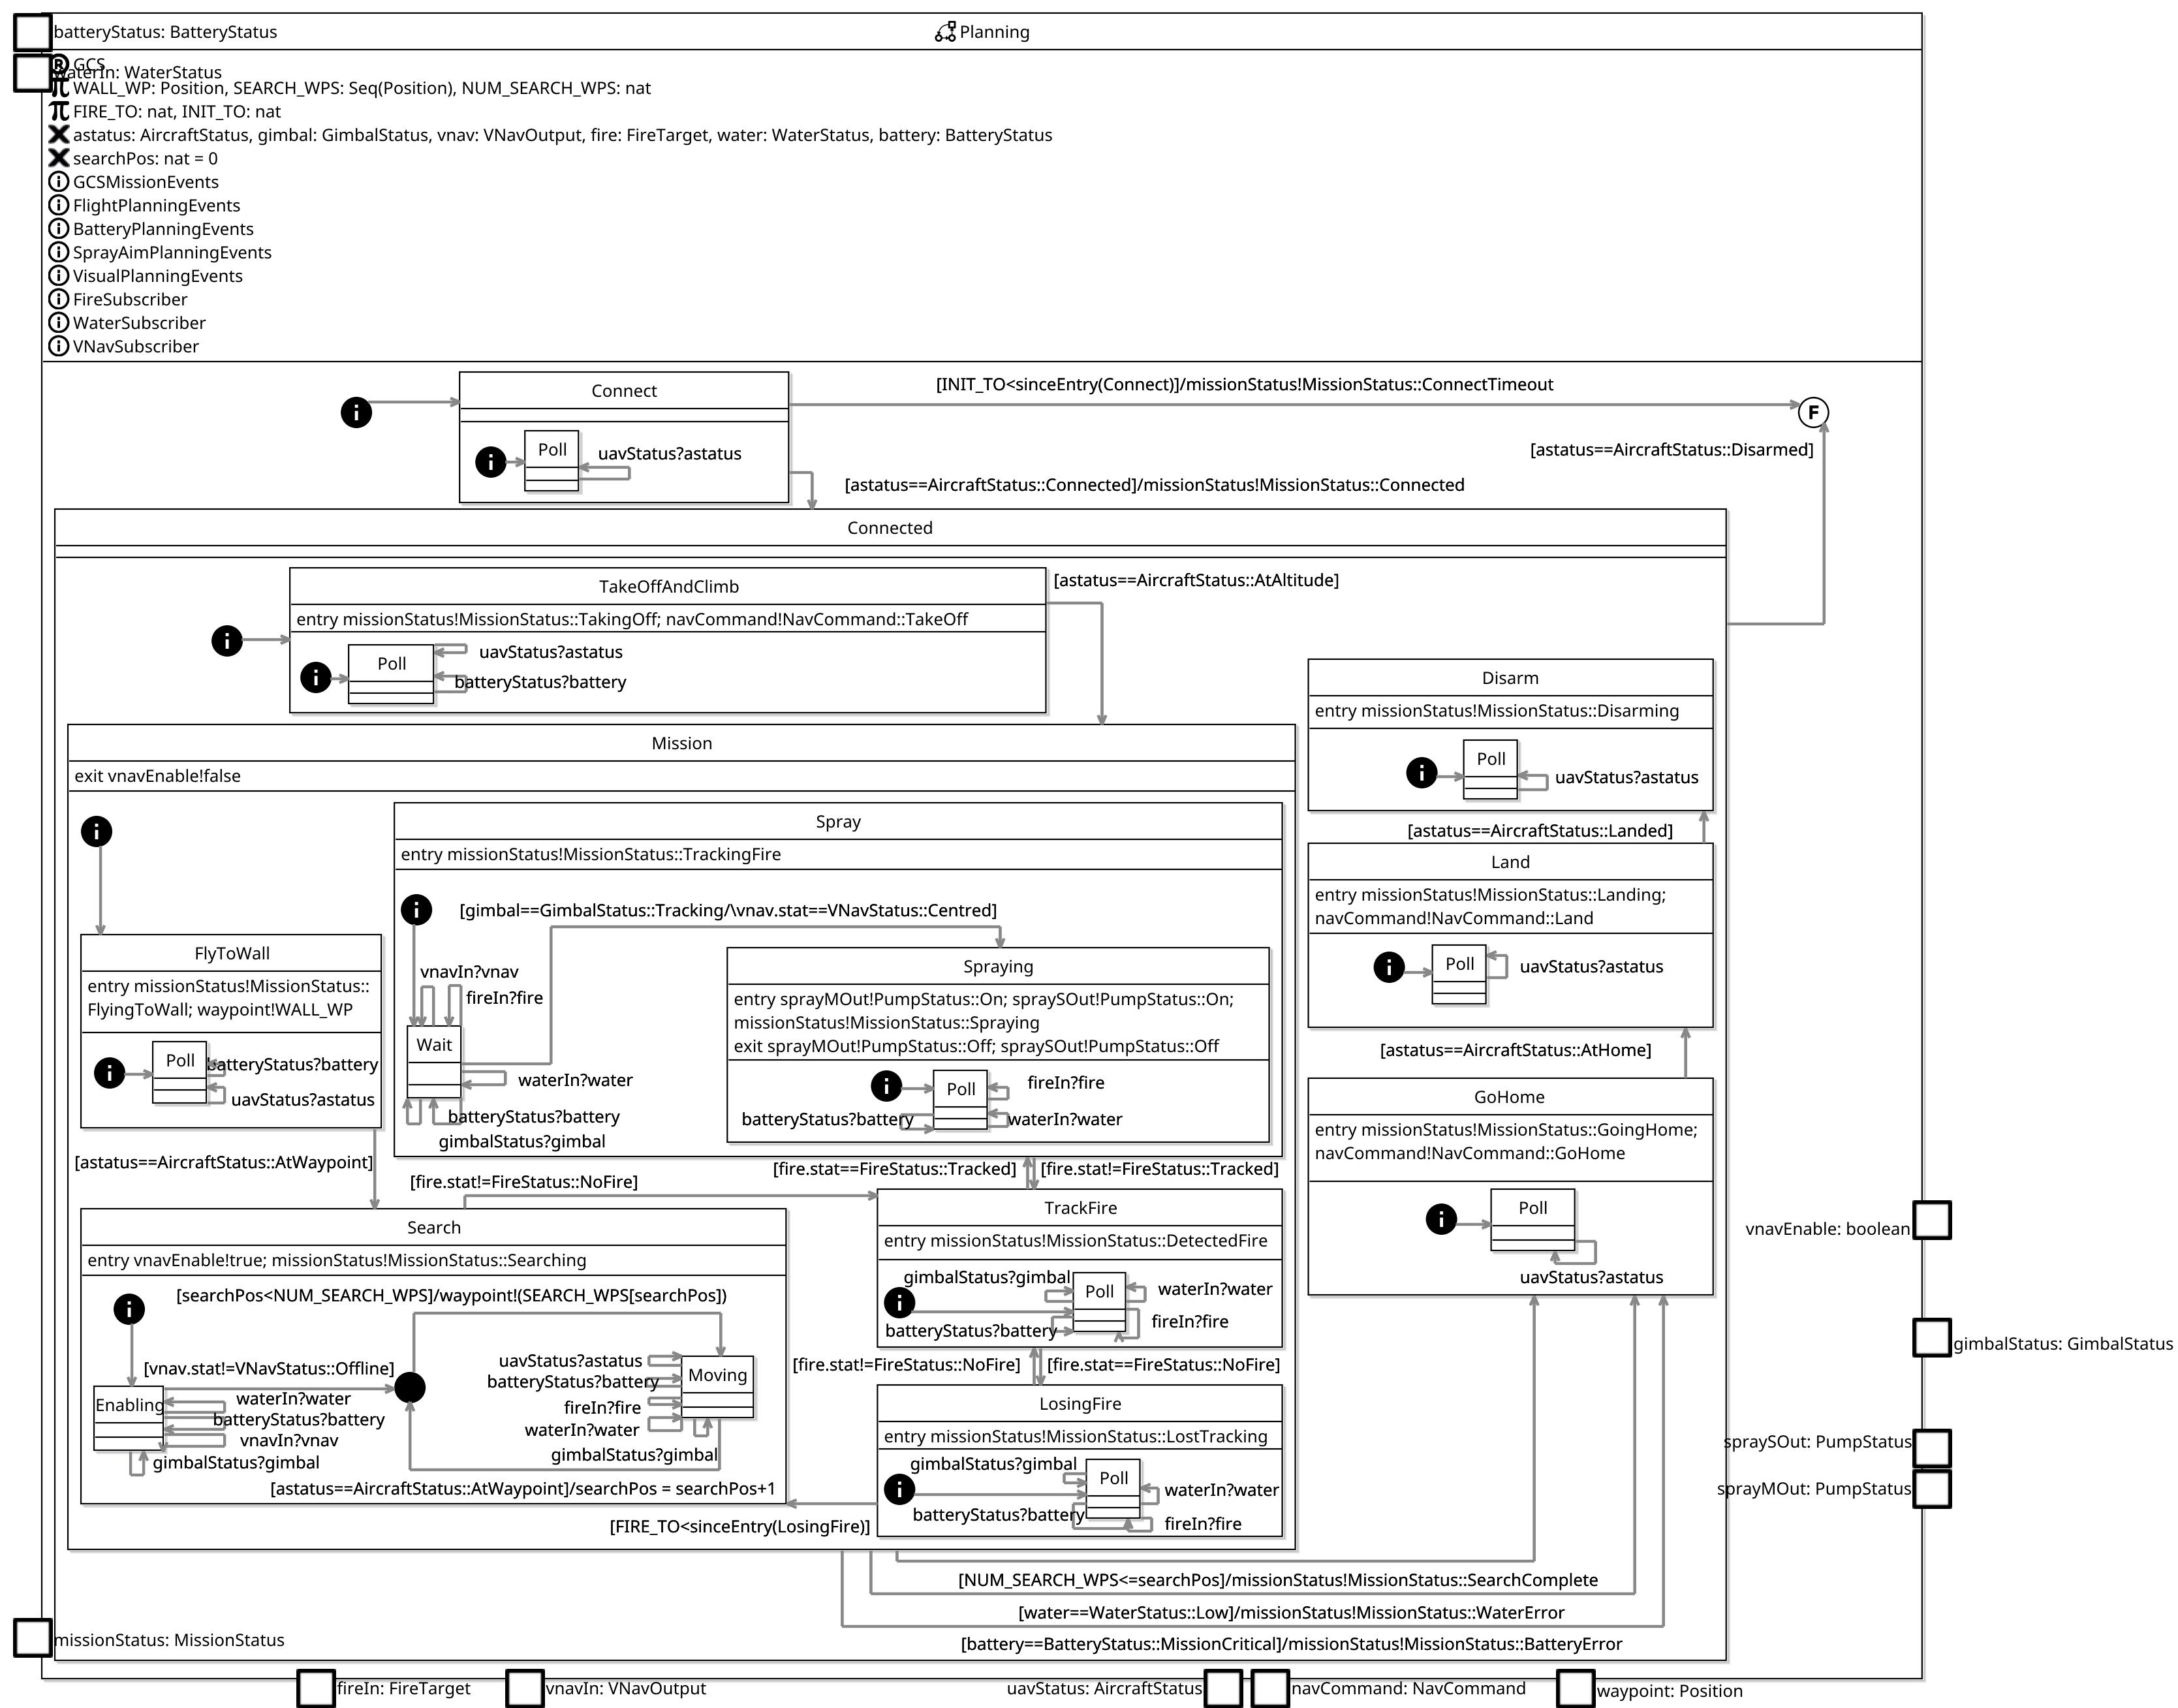 batteryStatus: BatteryStatus
Planning
GCS
waterIn: WaterStatus
WALL_WP: Position, SEARCH_WPS: Seq(Position), NUM_SEARCH_WPS: nat
FIRE_TO: nat, INIT_TO: nat
astatus: AircraftStatus, gimbal: GimbalStatus, vnav: VNavOutput, fire: FireTarget, water: WaterStatus, battery: BatteryStatus
searchPos: nat = 0
GCSMissionEvents
FlightPlanningEvents
BatteryPlanningEvents
SprayAimPlanningEvents
VisualPlanningEvents
FireSubscriber
WaterSubscriber
VNavSubscriber
Connect
[INIT_TO<sinceEntry(Connect)]/missionStatus!MissionStatus::ConnectTimeout
F
Poll
uavStatus?astatus
[astatus==AircraftStatus::Disarmed]
[astatus==AircraftStatus::Connected]/missionStatus!MissionStatus::Connected
Connected
TakeOffAndClimb
[astatus==AircraftStatus::AtAltitude]
entry missionStatus!MissionStatus::TakingOff; navCommand!NavCommand::TakeOff
Poll
uavStatus?astatus
batteryStatus?battery
Disarm
entry missionStatus!MissionStatus::Disarming
Poll
uavStatus?astatus
[astatus==AircraftStatus::Landed]
Land
entry missionStatus!MissionStatus::Landing;
navCommand!NavCommand::Land
Poll
uavStatus?astatus
[astatus==AircraftStatus::AtHome]
GoHome
entry missionStatus!MissionStatus::GoingHome;
navCommand!NavCommand::GoHome
Poll
uavStatus?astatus
Mission
exit vnavEnable!false
Spray
entry missionStatus!MissionStatus::TrackingFire
[gimbal==GimbalStatus::Tracking/\vnav.stat==VNavStatus::Centred]
vnavIn?vnav
fireIn?fire
Wait
waterIn?water
batteryStatus?battery
gimbalStatus?gimbal
Spraying
entry sprayMOut!PumpStatus::On; spraySOut!PumpStatus::On;
missionStatus!MissionStatus::Spraying
exit sprayMOut!PumpStatus::Off; spraySOut!PumpStatus::Off
Poll
fireIn?fire
batteryStatus?battery
waterIn?water
FlyToWall
entry missionStatus!MissionStatus::
FlyingToWall; waypoint!WALL_WP
Poll
batteryStatus?battery
uavStatus?astatus
[astatus==AircraftStatus::AtWaypoint]
[fire.stat!=FireStatus::NoFire]
[fire.stat==FireStatus::Tracked]
[fire.stat!=FireStatus::Tracked]
Search
entry vnavEnable!true; missionStatus!MissionStatus::Searching
[searchPos<NUM_SEARCH_WPS]/waypoint!(SEARCH_WPS[searchPos])
[vnav.stat!=VNavStatus::Offline]
Enabling
waterIn?water
batteryStatus?battery
vnavIn?vnav
gimbalStatus?gimbal
Moving
uavStatus?astatus
batteryStatus?battery
fireIn?fire
waterIn?water
gimbalStatus?gimbal
[astatus==AircraftStatus::AtWaypoint]/searchPos = searchPos+1
TrackFire
entry missionStatus!MissionStatus::DetectedFire
gimbalStatus?gimbal
Poll
waterIn?water
fireIn?fire
batteryStatus?battery
[fire.stat!=FireStatus::NoFire]
[fire.stat==FireStatus::NoFire]
LosingFire
entry missionStatus!MissionStatus::LostTracking
gimbalStatus?gimbal
Poll
waterIn?water
batteryStatus?battery
fireIn?fire
[FIRE_TO<sinceEntry(LosingFire)]
[NUM_SEARCH_WPS<=searchPos]/missionStatus!MissionStatus::SearchComplete
[water==WaterStatus::Low]/missionStatus!MissionStatus::WaterError
[battery==BatteryStatus::MissionCritical]/missionStatus!MissionStatus::BatteryError
vnavEnable: boolean
gimbalStatus: GimbalStatus
spraySOut: PumpStatus
sprayMOut: PumpStatus
missionStatus: MissionStatus
fireIn: FireTarget
vnavIn: VNavOutput
uavStatus: AircraftStatus
navCommand: NavCommand
waypoint: Position